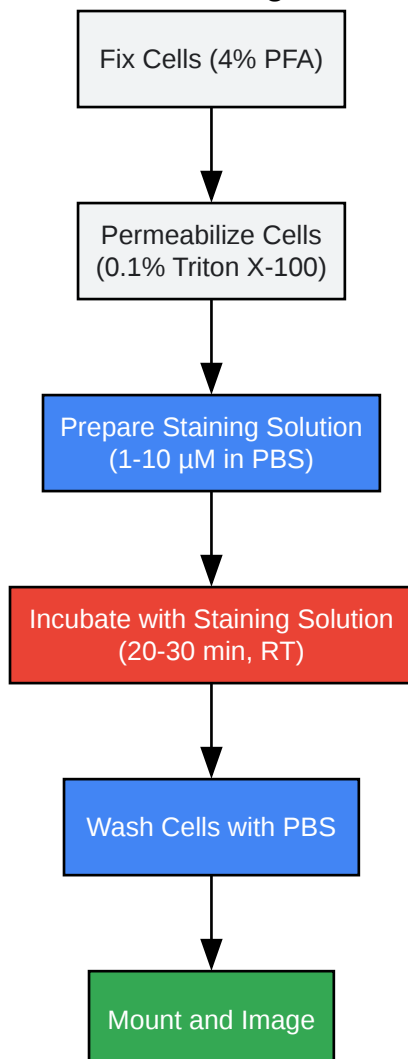 Fix Cells (4% PFA)
Permeabilize Cells
(0.1% Triton X-100)
Prepare Staining Solution
(1-10 µM in PBS)
Incubate with Staining Solution
(20-30 min, RT)
Wash Cells with PBS
Mount and Image